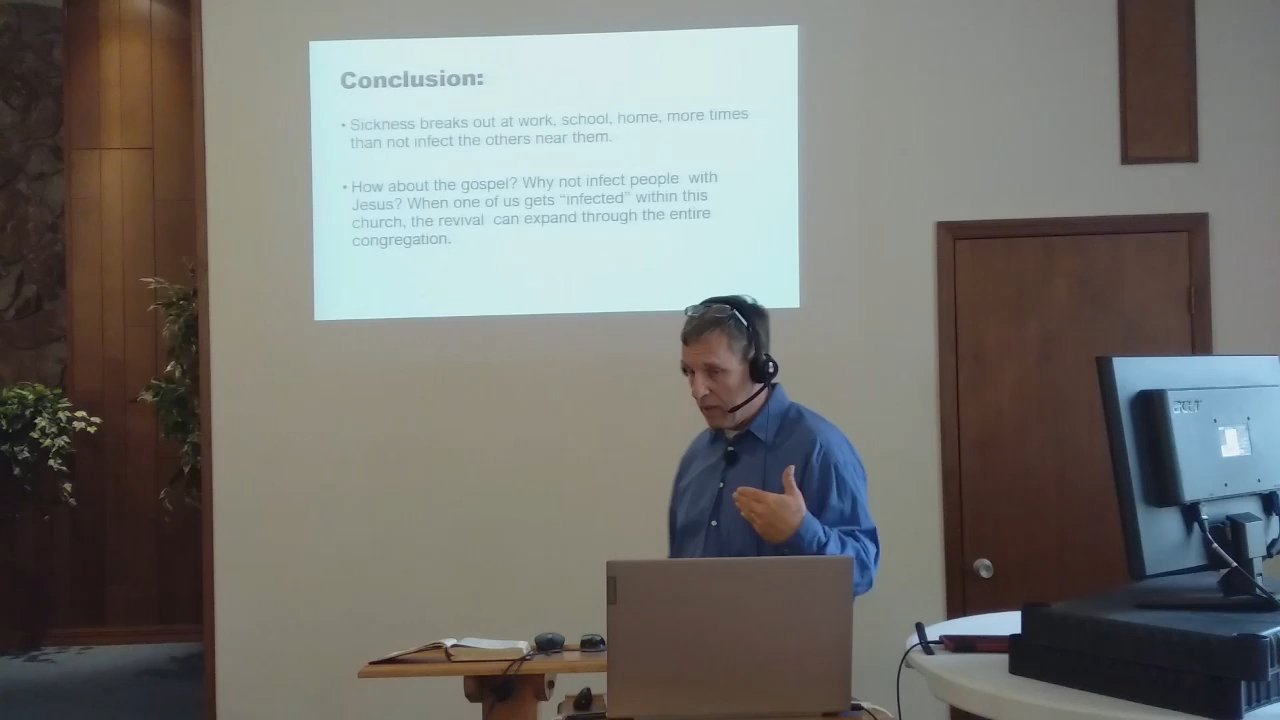 Conclusion:
• Sickness breaks out at work, school, home, more times
than not infect the others near them.
• How about the gospel? Why not infect people with
Jesus? When one of us gets “infected” within this
church, the revival can expand through the entire
congregation.
acer